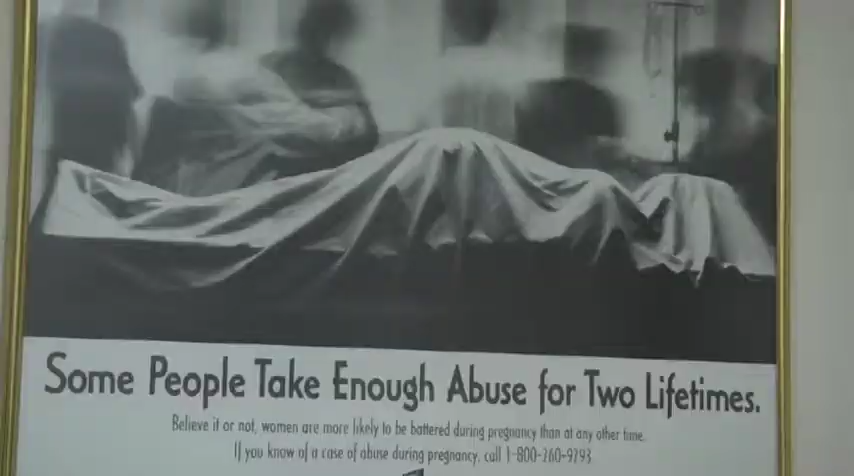 Some People Take Enough Abuse for Two Lifetimes.
Believe it or not, women are more likely to be battered during pregnancy than at any other time.
If you know of a case of abuse during pregnancy, call 1-800-260-9293